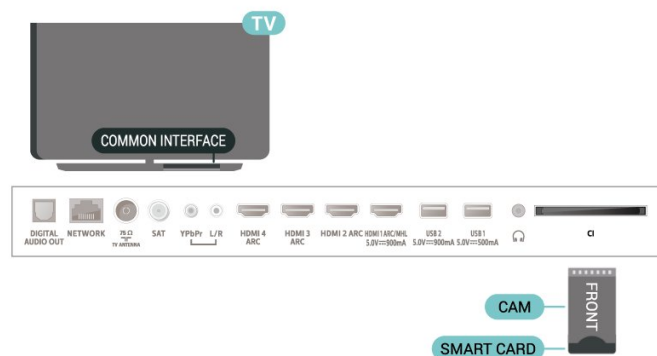 TV
COMMON INTERFACE
DIGITAL
AUDIO OUT
NETWORK
75 Ω
TV ANTENNA
SAT
YPbPr
L/R
HDMI 4
ARC
HDMI 3
ARC
HDMI 2 ARC
HDMI 1 ARC/MHL
5.0V⎓900mA
USB 2
5.0V⎓900mA
USB 1
5.0V⎓500mA
CI
CAM
FRONT
SMART CARD